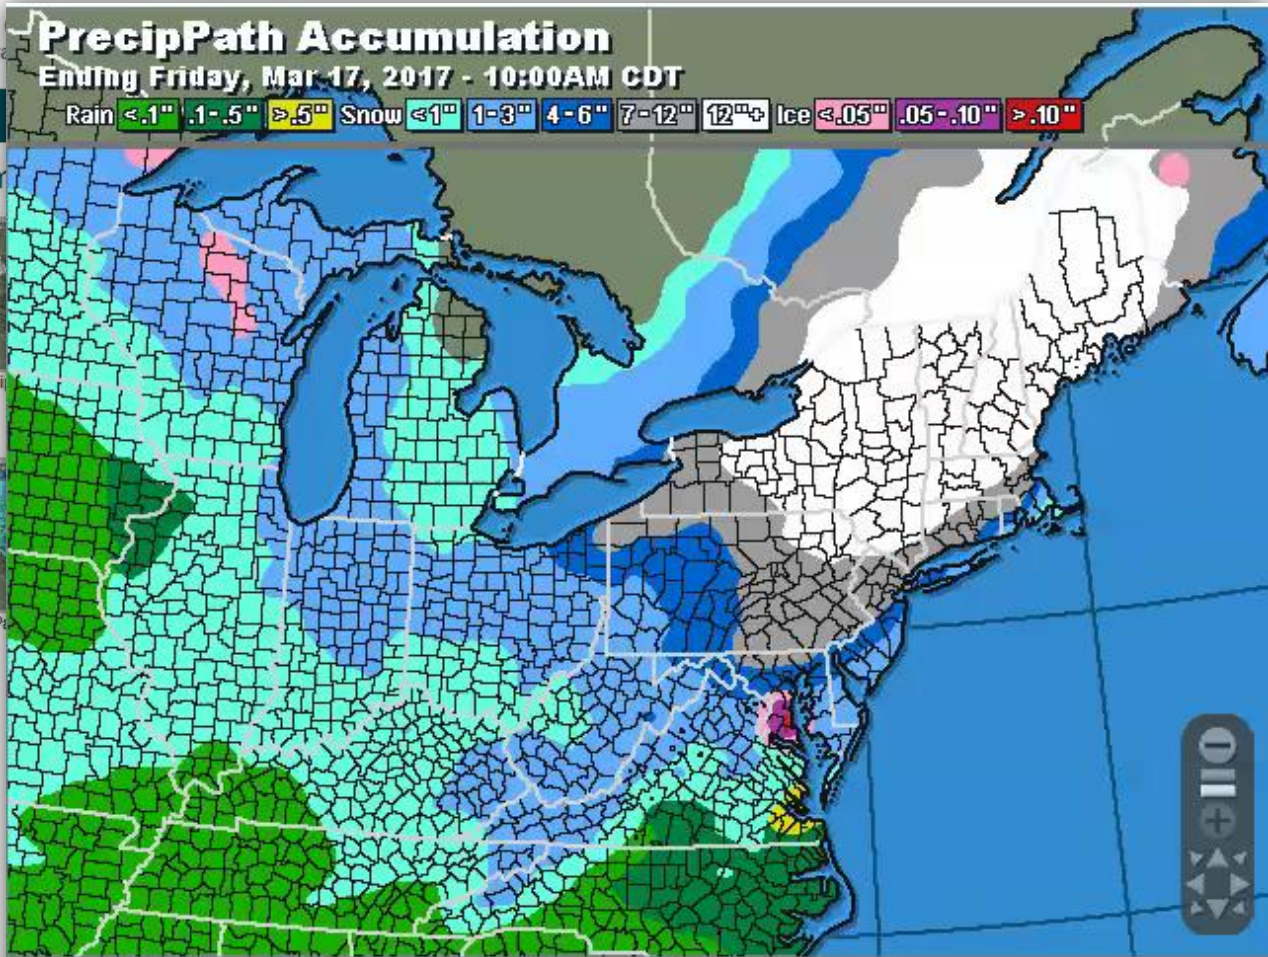 PrecipPath Accumulation
Ending Friday, Mar 17, 2017 - 10:00AM CDT
Rain <.1" .1-.5" >.5" Snow <1" 1-3" 4-6" 7-12" 12"+ Ice <.05" .05-.10" >.10"